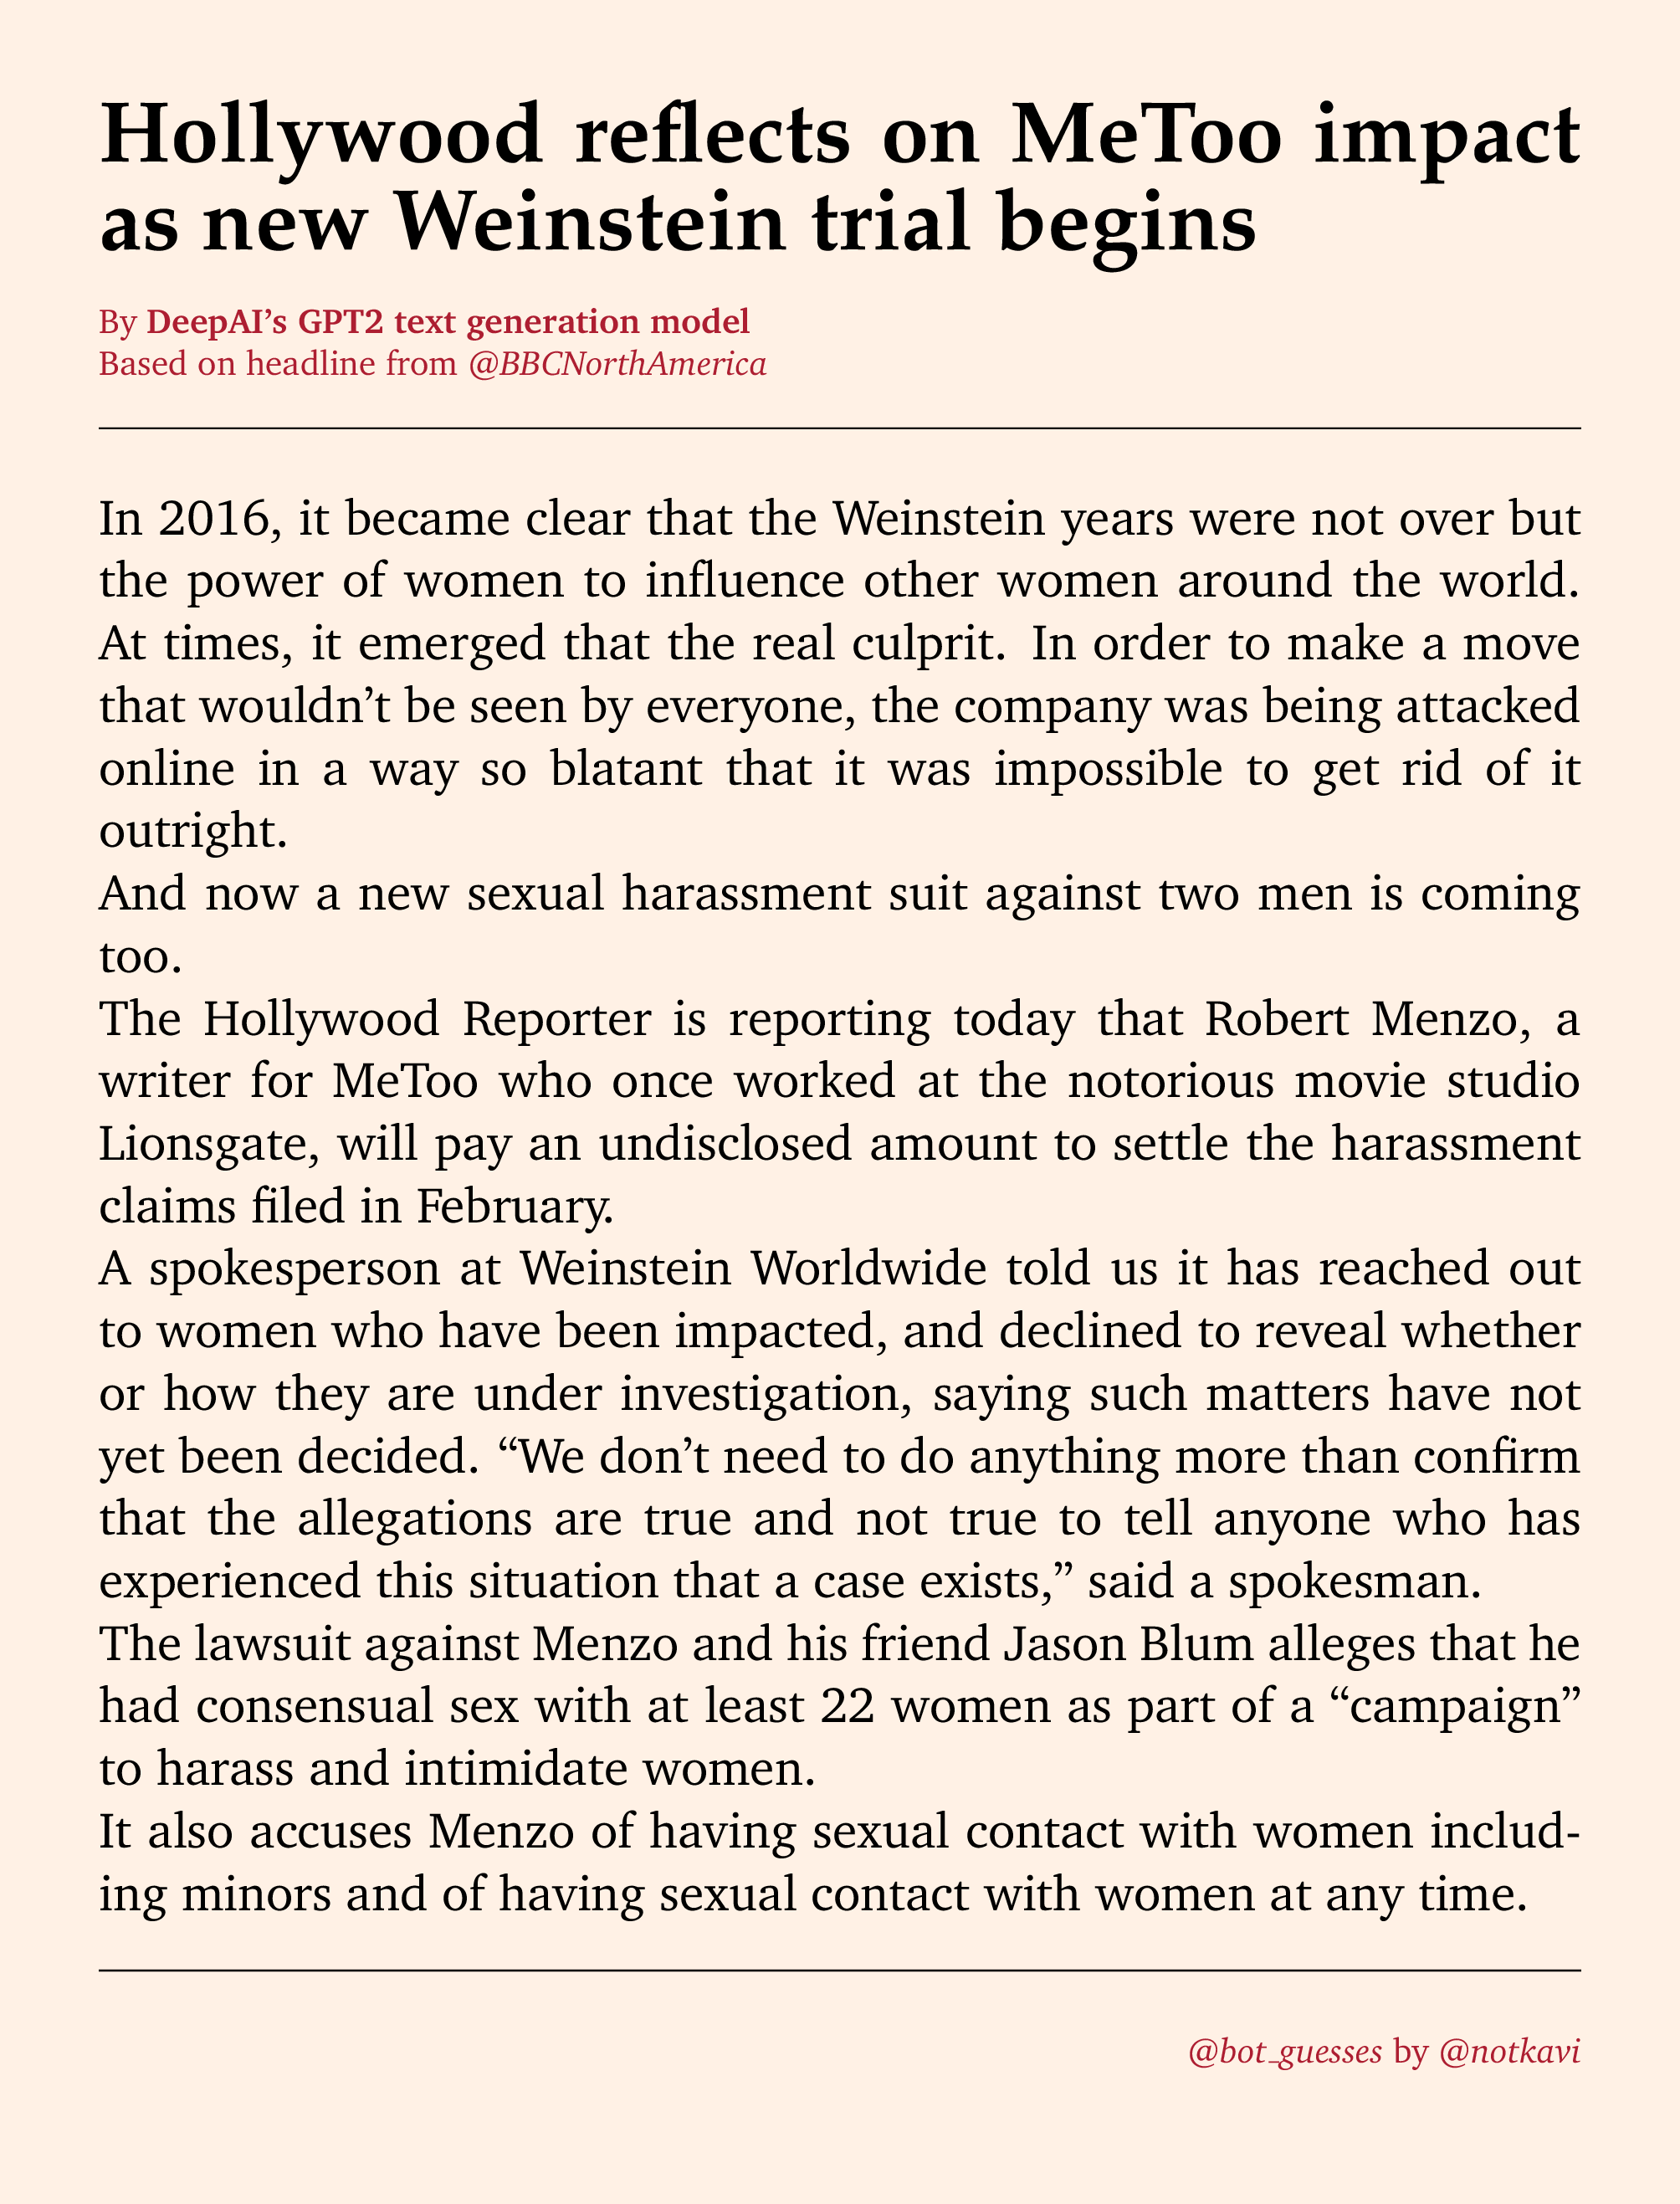 Hollywood reflects on MeToo impact
as new Weinstein trial begins
By DeepAI’s GPT2 text generation model
Based on headline from @BBCNorthAmerica
In 2016, it became clear that the Weinstein years were not over but
the power of women to influence other women around the world.
At times, it emerged that the real culprit. In order to make a move
that wouldn’t be seen by everyone, the company was being attacked
online in a way so blatant that it was impossible to get rid of it
outright.
And now a new sexual harassment suit against two men is coming
too.
The Hollywood Reporter is reporting today that Robert Menzo, a
writer for MeToo who once worked at the notorious movie studio
Lionsgate, will pay an undisclosed amount to settle the harassment
claims filed in February.
A spokesperson at Weinstein Worldwide told us it has reached out
to women who have been impacted, and declined to reveal whether
or how they are under investigation, saying such matters have not
yet been decided. “We don’t need to do anything more than confirm
that the allegations are true and not true to tell anyone who has
experienced this situation that a case exists,” said a spokesman.
The lawsuit against Menzo and his friend Jason Blum alleges that he
had consensual sex with at least 22 women as part of a “campaign”
to harass and intimidate women.
It also accuses Menzo of having sexual contact with women includ-
ing minors and of having sexual contact with women at any time.
@bot_guesses by @notkavi